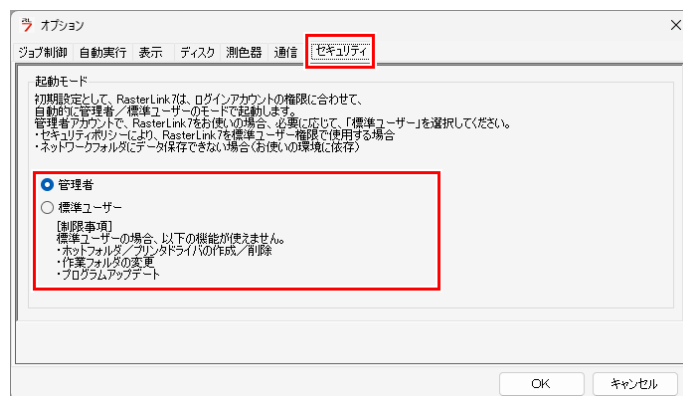 オプション
ジョブ制御 自動実行 表示 ディスク 測色器 通信 セキュリティ
起動モード
初期設定として、RasterLink7は、ログインアカウントの権限に合わせて、
自動的に管理者／標準ユーザーのモードで起動します。
管理者アカウントで、RasterLink7をお使いの場合、必要に応じて、「標準ユーザー」を選択してください。
・セキュリティポリシーにより、RasterLink7を標準ユーザー権限で使用する場合
・ネットワークフォルダにデータ保存できない場合（お使いの環境に依存）
管理者
標準ユーザー
[制限事項]
標準ユーザーの場合、以下の機能が使えません。
・ホットフォルダ／プリンタドライバの作成／削除
・作業フォルダの変更
・プログラムアップデート
OK キャンセル